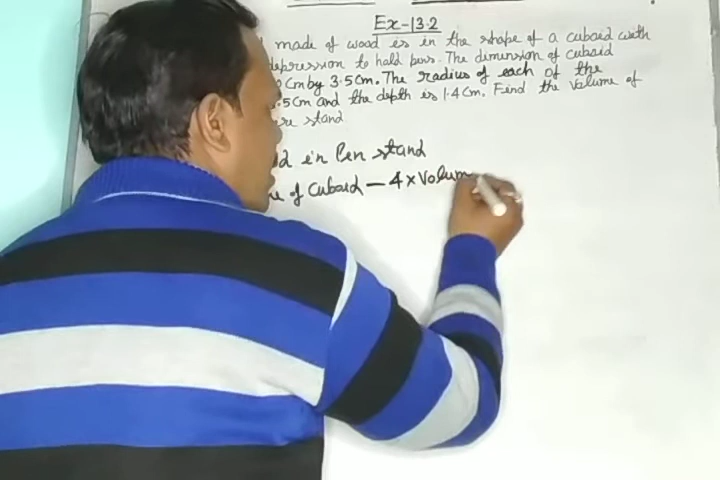 Ex-13.2
made of wood is in the shape of a cuboid with
depression to hold pens. The dimension of cuboid
cm by 3.5cm. The radius of each of the
.5cm and the depth is 1.4cm. Find the volume of
stand
in Pen stand
of cuboid – 4 × Volum